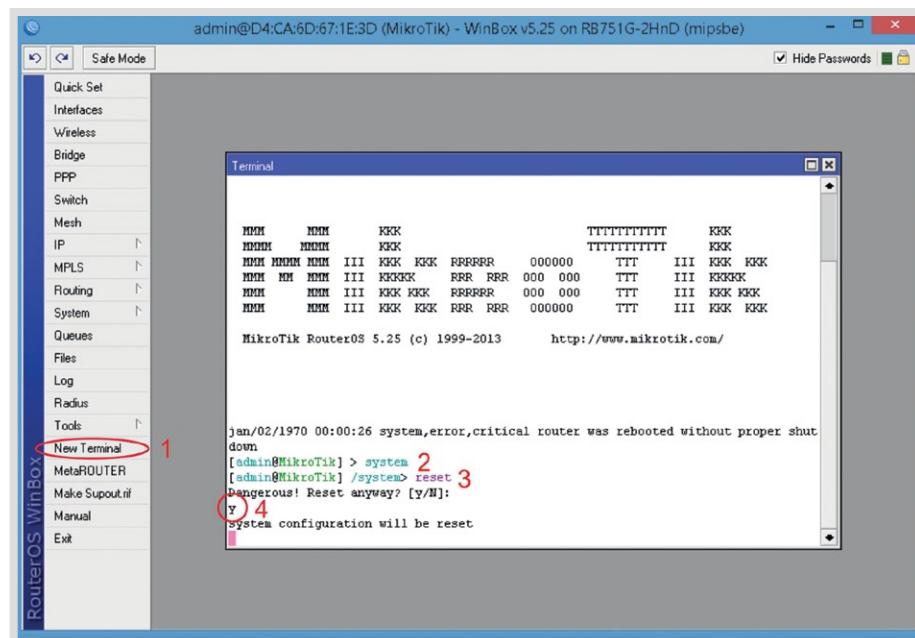 admin@D4:CA:6D:67:1E:3D (MikroTik) - WinBox v5.25 on RB751G-2HnD (mipsbe)
Safe Mode
Hide Passwords
Quick Set
Interfaces
Wireless
Bridge
PPP
Switch
Mesh
IP
MPLS
Routing
System
Queues
Files
Log
Radius
Tools
New Terminal 1
MetaROUTER
Make Supout.rif
Manual
Exit
RouterOS WinBox
Terminal
MMM      MMM       KKK                          TTTTTTTTTTT      KKK
MMMM    MMMM       KKK                          TTTTTTTTTTT      KKK
MMM MMMM MMM  III  KKK  KKK  RRRRRR     OOOOOO      TTT     III  KKK  KKK
MMM  MM  MMM  III  KKKKK     RRR  RRR  OOO  OOO     TTT     III  KKKKK
MMM      MMM  III  KKK KKK   RRRRRR    OOO  OOO     TTT     III  KKK KKK
MMM      MMM  III  KKK  KKK  RRR  RRR   OOOOOO      TTT     III  KKK  KKK
MikroTik RouterOS 5.25 (c) 1999-2013       http://www.mikrotik.com/
jan/02/1970 00:00:26 system,error,critical router was rebooted without proper shut
down
[admin@MikroTik] > system 2
[admin@MikroTik] /system> reset 3
Dangerous! Reset anyway? [y/N]:
y 4
system configuration will be reset